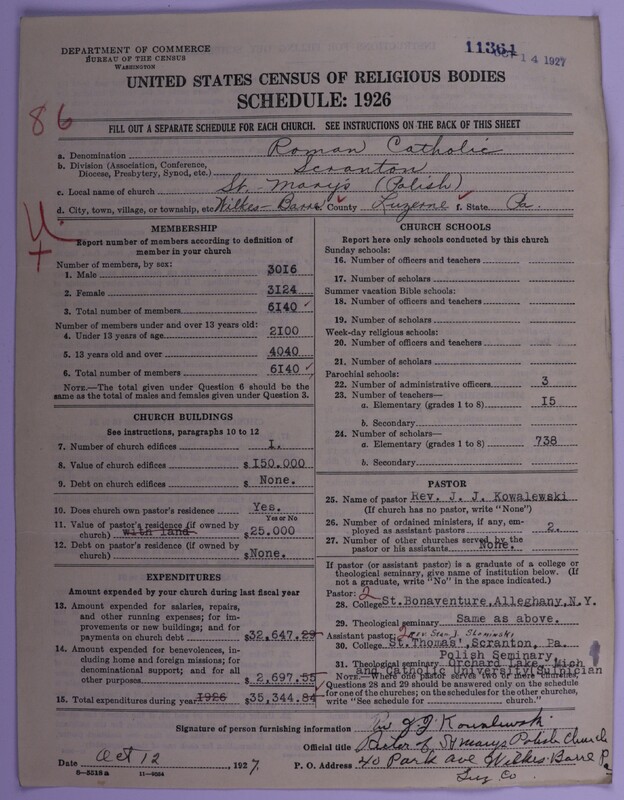 DEPARTMENT OF COMMERCE
BUREAU OF THE CENSUS
WASHINGTON
11361
14 1927
UNITED STATES CENSUS OF RELIGIOUS BODIES
SCHEDULE: 1926
86
FILL OUT A SEPARATE SCHEDULE FOR EACH CHURCH. SEE INSTRUCTIONS ON THE BACK OF THIS SHEET
a. Denomination Roman Catholic
b. Division (Association, Conference, Diocese, Presbytery, Synod, etc.) Scranton
c. Local name of church St. Mary's (Polish)
d. City, town, village, or township, etc. Wilkes-Barre County Luzerne f. State Pa.
MEMBERSHIP
Report number of members according to definition of
member in your church
Number of members, by sex:
1. Male 3016
2. Female 3124
3. Total number of members 6140
Number of members under and over 13 years old:
4. Under 13 years of age 2100
5. 13 years old and over 4040
6. Total number of members 6140
NOTE.—The total given under Question 6 should be the
same as the total of males and females given under Question 3.
CHURCH BUILDINGS
See instructions, paragraphs 10 to 12
7. Number of church edifices 1.
8. Value of church edifices $150.000
9. Debt on church edifices $ None.
10. Does church own pastor's residence Yes.
Yes or No
11. Value of pastor's residence (if owned by
church) with land $25.000
12. Debt on pastor's residence (if owned by
church) $None.
EXPENDITURES
Amount expended by your church during last fiscal year
13. Amount expended for salaries, repairs,
and other running expenses; for im-
provements or new buildings; and for
payments on church debt $32,647.29
14. Amount expended for benevolences, in-
cluding home and foreign missions; for
denominational support; and for all
other purposes $2,697.55
15. Total expenditures during year 1926 $35,344.84
CHURCH SCHOOLS
Report here only schools conducted by this church
Sunday schools:
16. Number of officers and teachers
17. Number of scholars
Summer vacation Bible schools:
18. Number of officers and teachers
19. Number of scholars
Week-day religious schools:
20. Number of officers and teachers
21. Number of scholars
Parochial schools:
22. Number of administrative officers 3
23. Number of teachers—
a. Elementary (grades 1 to 8) 15
b. Secondary
24. Number of scholars—
a. Elementary (grades 1 to 8) 738
b. Secondary
PASTOR
25. Name of pastor Rev. J. J. Kowalewski
(If church has no pastor, write "None")
26. Number of ordained ministers, if any, em-
ployed as assistant pastors 2.
27. Number of other churches served by the
pastor or his assistants None.
If pastor (or assistant pastor) is a graduate of a college or
theological seminary, give name of institution below. (If
not a graduate, write "No" in the space indicated.)
Pastor: 2
28. College St.Bonaventure,Alleghany,N.Y.
29. Theological seminary Same as above.
Assistant pastor: 2 Rev. Stan. J.
30. College St.Thomas', Scranton, Pa.
Polish Seminary
31. Theological seminary Orchard Lake, Mich
and Catholic University(Sulpician
NOTE.—Where one pastor serves two or more churches,
Questions 28 and 29 should be answered only on the schedule
for one of the churches; on the schedules for the other churches,
write "See schedule for church."
Signature of person furnishing information Rev J J Kowalewski
Official title Rector of St Marys Polish Church
Date Oct 12, 1927. P. O. Address 40 Park Ave Wilkes Barre Pa
8—5518a 11—9084
Luz Co